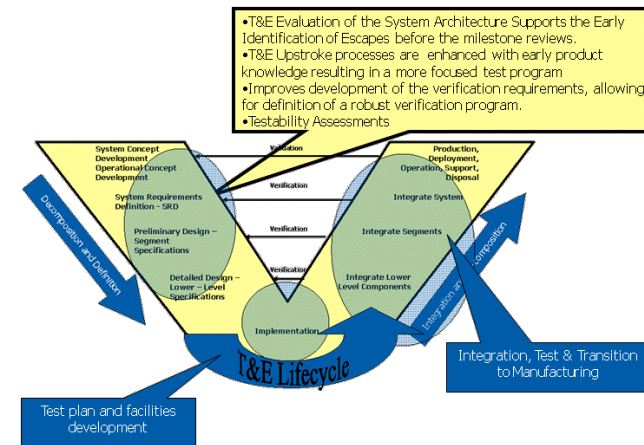 •T&E Evaluation of the System Architecture Supports the Early
Identification of Escapes before the milestone reviews.
•T&E Upstroke processes are enhanced with early product
knowledge resulting in a more focused test program
•Improves development of the verification requirements, allowing
for definition of a robust verification program.
•Testability Assessments
System Concept
Development
Operational Concept
Development
Validation
Production,
Deployment,
Operation, Support,
Disposal
System Requirements
Definition - SRD
Verification
Integrate System
Preliminary Design –
Segment
Specifications
Verification
Integrate Segments
Detailed Design –
Lower – Level
Specifications
Verification
Integrate Lower
Level Components
Implementation
Decomposition and Definition
Integration an
omposition
T&E Lifecycle
Test plan and facilities
development
Integration, Test & Transition
to Manufacturing